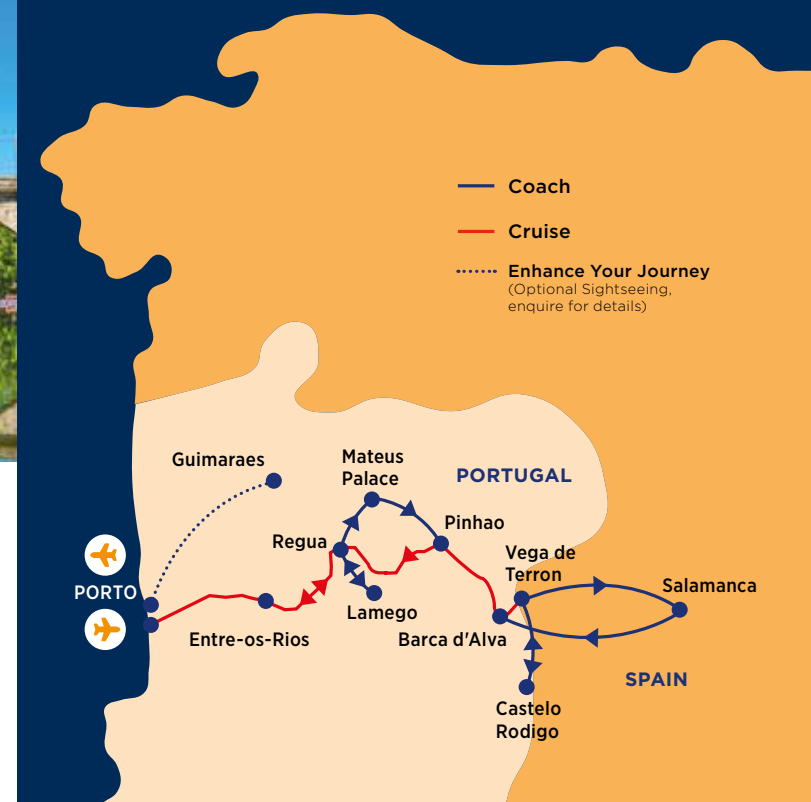 Coach
Cruise
Enhance Your Journey
(Optional Sightseeing,
enquire for details)
Guimaraes
Mateus
Palace
PORTUGAL
Pinhao
Regua
Vega de
Terron
Salamanca
PORTO
Lamego
Entre-os-Rios
Barca d'Alva
SPAIN
Castelo
Rodigo